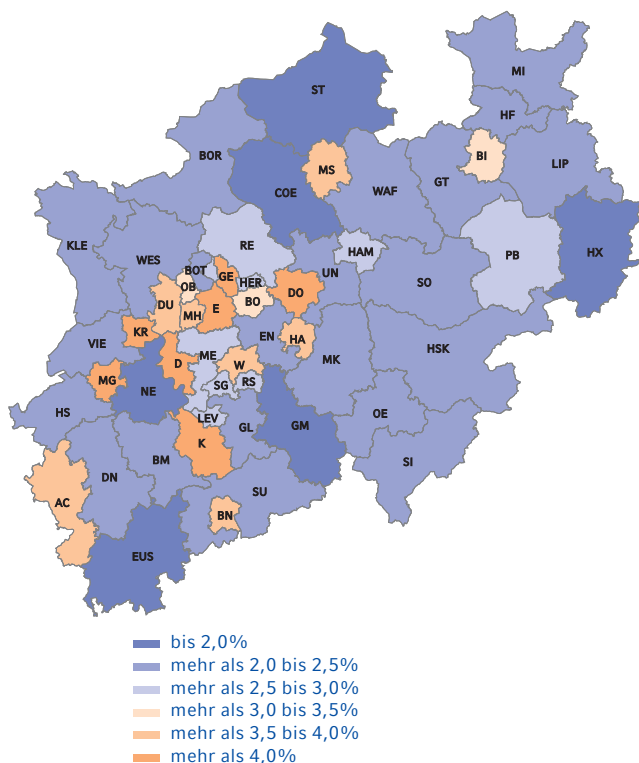 MI
ST
HF
BOR
BI
LIP
MS
GT
WAF
COE
KLE
RE
HAM
PB
HX
WES
BOT
UN
GE
HER
SO
OB
DO
DU
BO
MH
E
KR
EN
HA
VIE
HSK
ME
MK
D
W
MG
SG
RS
NE
HS
LEV
OE
GL
GM
K
BM
SI
DN
SU
AC
BN
EUS
bis 2,0%
mehr als 2,0 bis 2,5%
mehr als 2,5 bis 3,0%
mehr als 3,0 bis 3,5%
mehr als 3,5 bis 4,0%
mehr als 4,0%